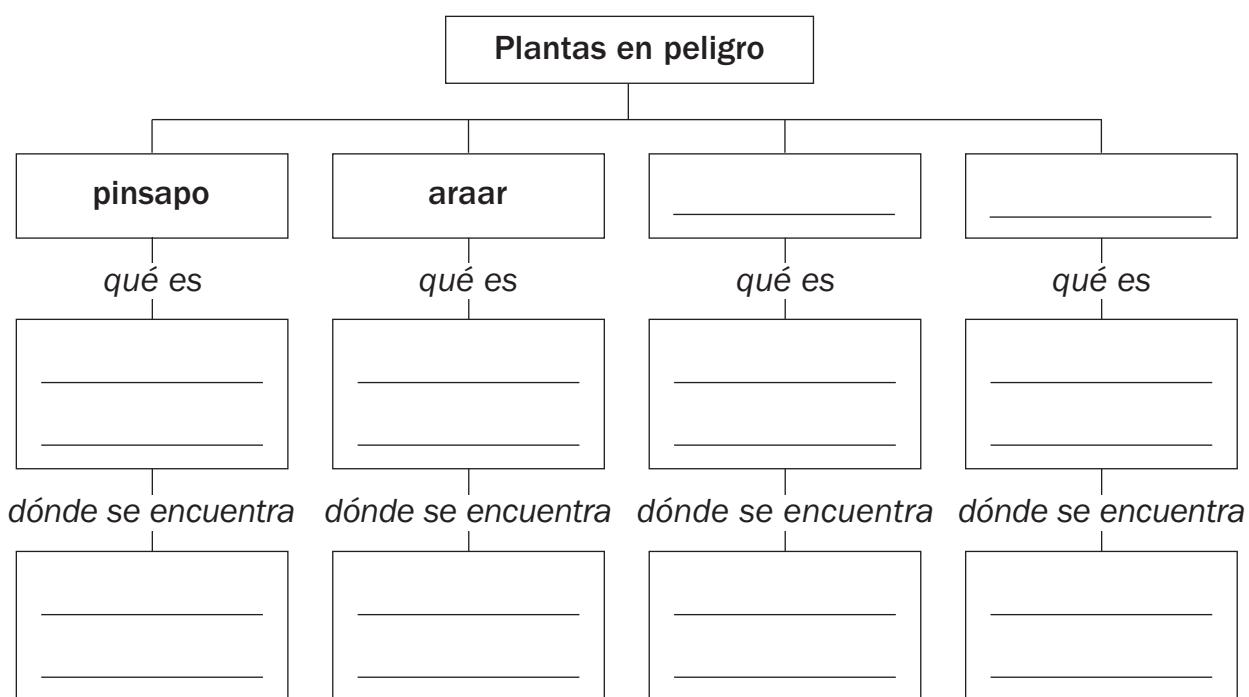 Plantas en peligro
pinsapo araar
qué es qué es qué es qué es
dónde se encuentra dónde se encuentra dónde se encuentra dónde se encuentra